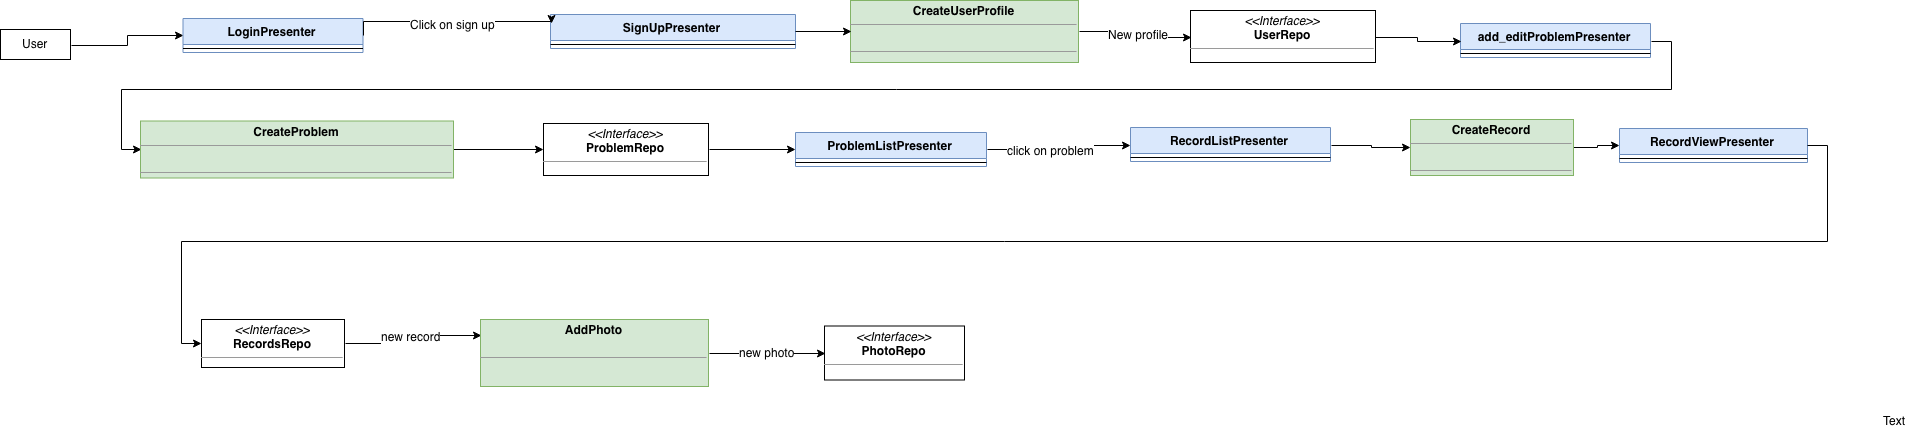 User
LoginPresenter
Click on sign up
SignUpPresenter
CreateUserProfile
New profile
<<Interface>>
UserRepo
add_editProblemPresenter
CreateProblem
<<Interface>>
ProblemRepo
ProblemListPresenter
click on problem
RecordListPresenter
CreateRecord
RecordViewPresenter
<<Interface>>
RecordsRepo
new record
AddPhoto
new photo
<<Interface>>
PhotoRepo
Text